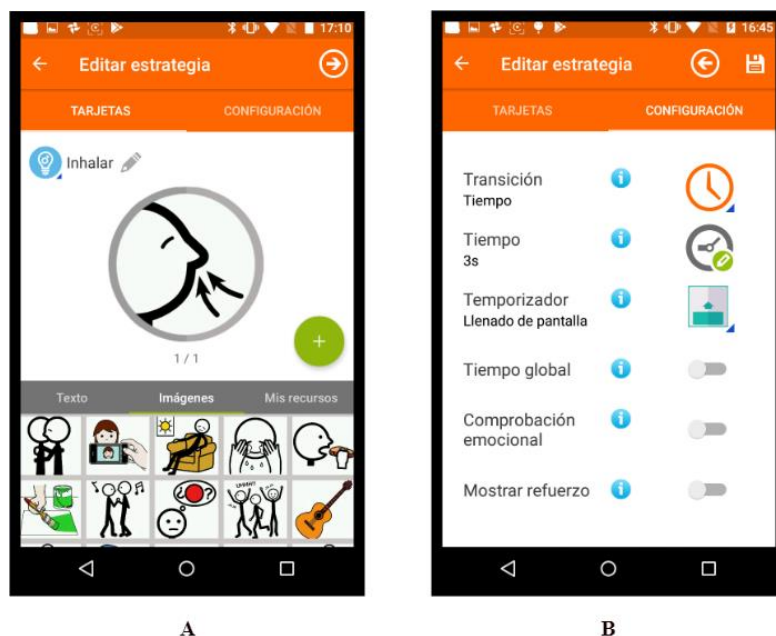 17:10
Editar estrategia
TARJETAS CONFIGURACIÓN
Inhalar
1 / 1
Texto Imágenes Mis recursos
UHHH!!
A
16:45
Editar estrategia
TARJETAS CONFIGURACIÓN
Transición
Tiempo
Tiempo
3s
Temporizador
Llenado de pantalla
Tiempo global
Comprobación
emocional
Mostrar refuerzo
B